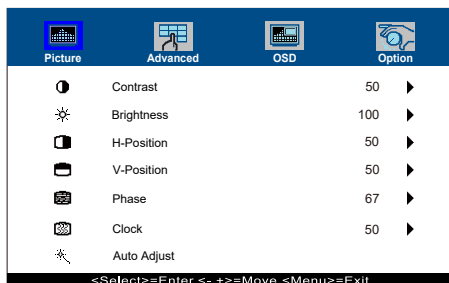 Picture Advanced OSD Option
Contrast 50
Brightness 100
H-Position 50
V-Position 50
Phase 67
Clock 50
Auto Adjust
<Select>=Enter <- +>=Move <Menu>=Exit